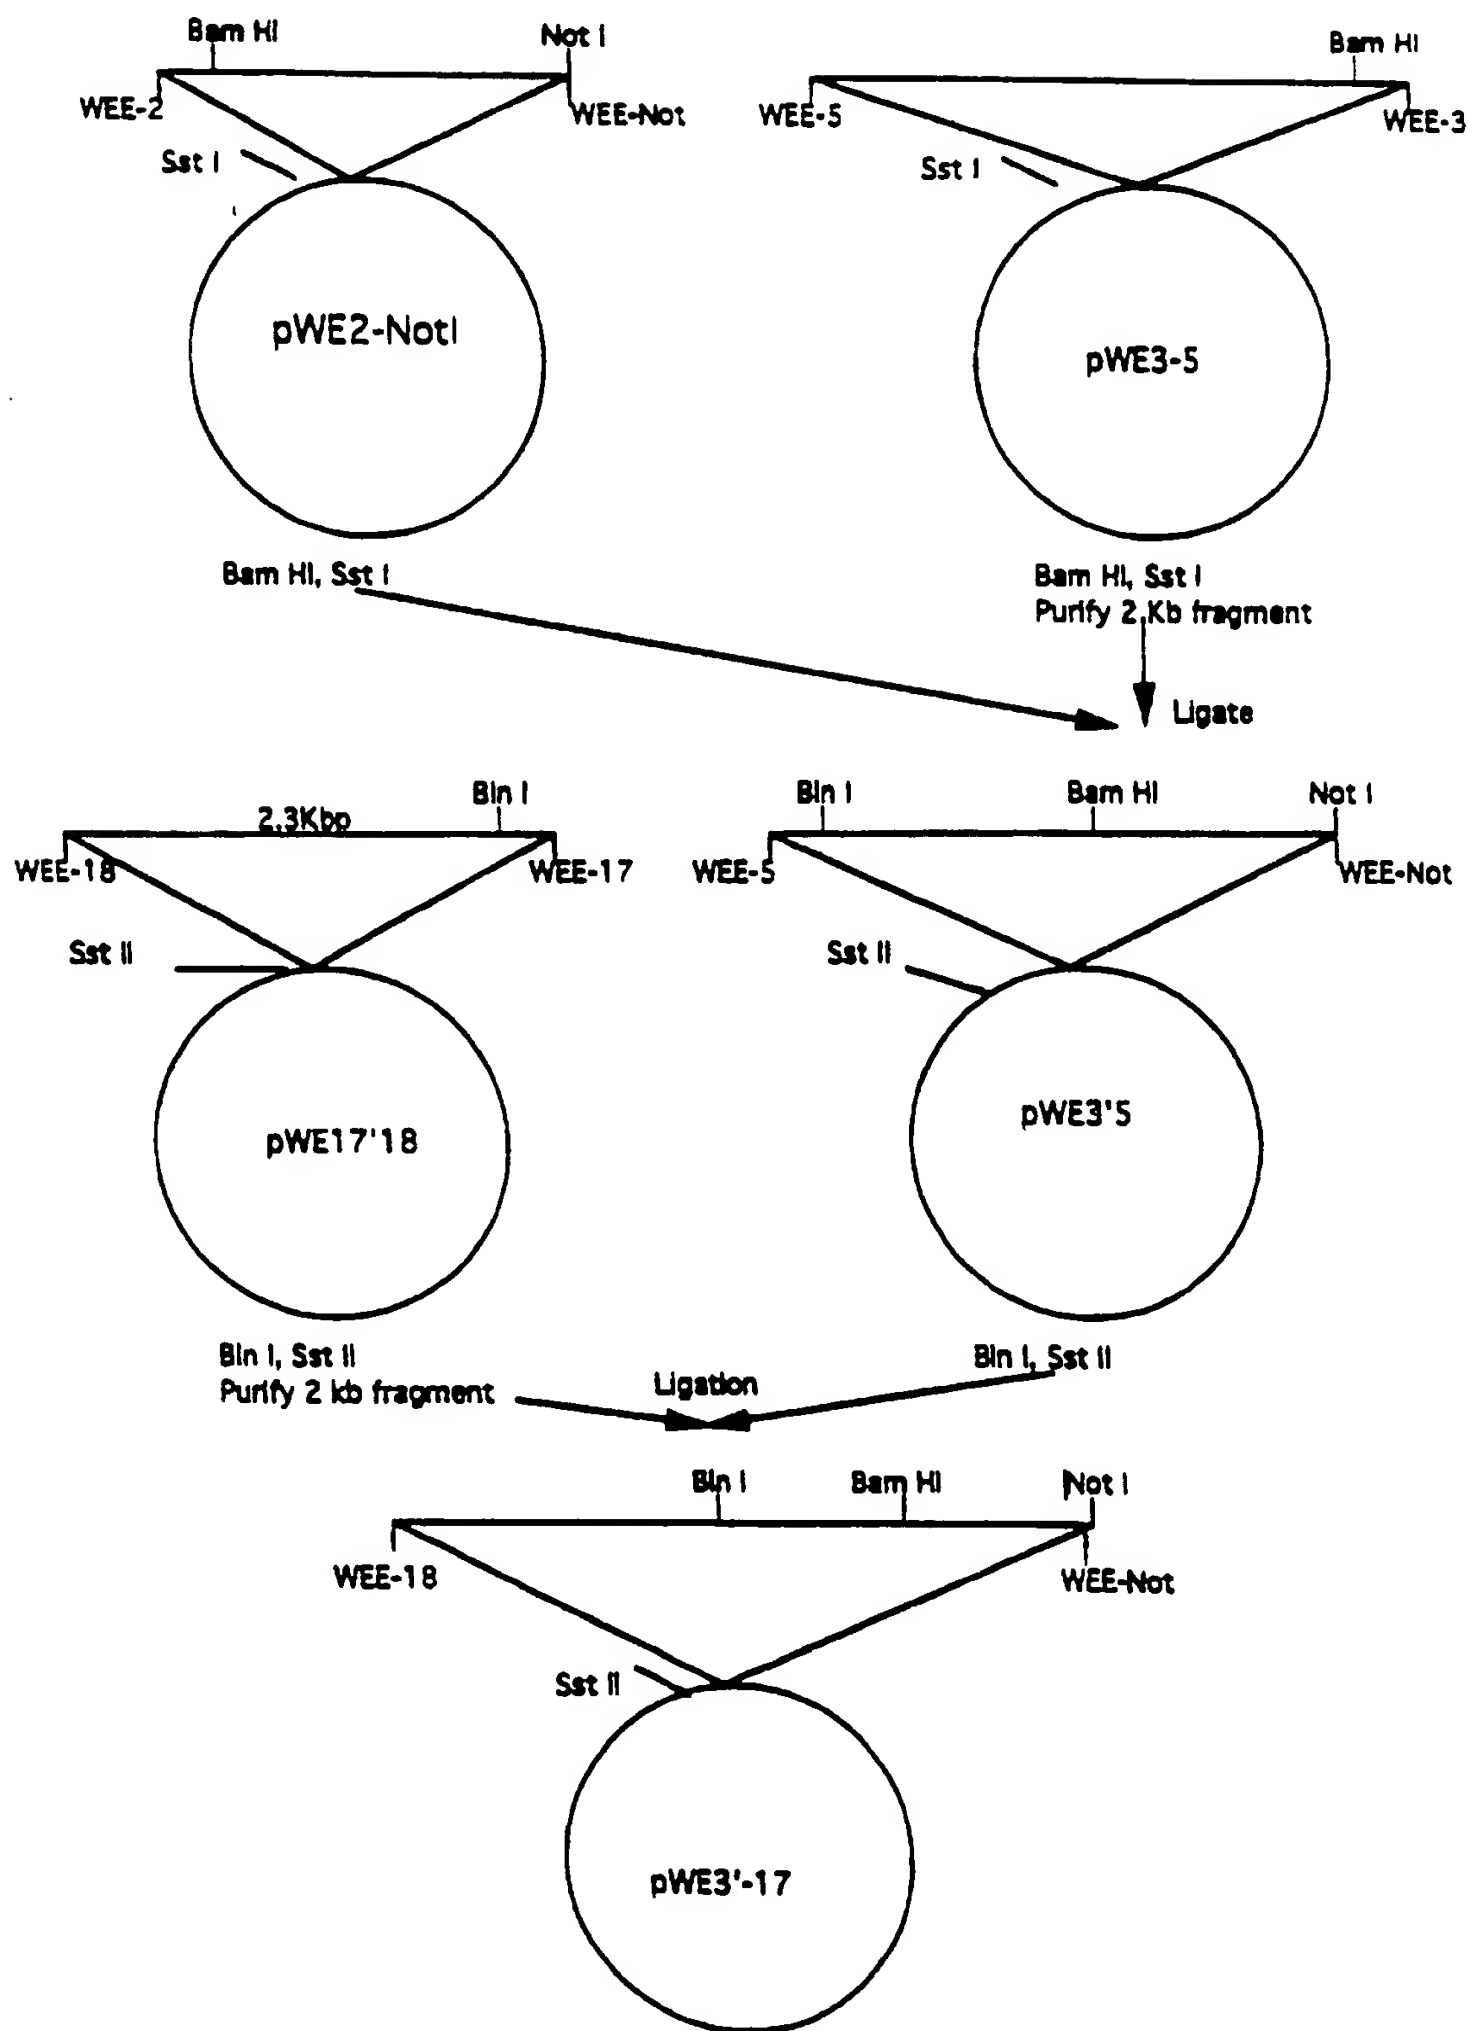 Bam HI
Not I
WEE-2
WEE-Not
Sst I
pWE2-NotI
Bam HI, Sst I
Bam HI
WEE-5
WEE-3
Sst I
pWE3-5
Bam HI, Sst I
Purify 2 Kb fragment
Ligate
2.3Kbp
Bln I
WEE-18
WEE-17
Sst II
pWE17'18
Bln I, Sst II
Purify 2 kb fragment
Bln I
Bam HI
Not I
WEE-5
WEE-Not
Sst II
pWE3'5
Bln I, Sst II
Ligation
Bln I
Bam HI
Not I
WEE-18
WEE-Not
Sst II
pWE3'-17